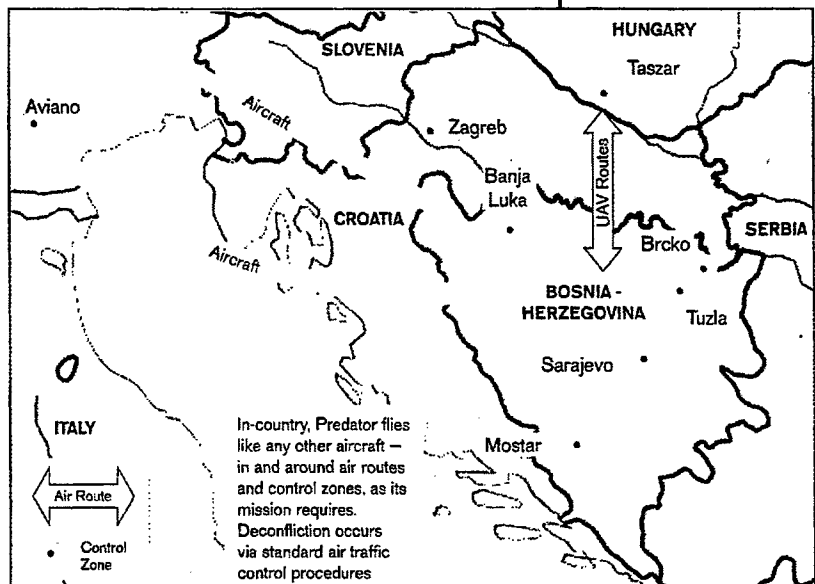 HUNGARY
SLOVENIA
Taszar
Aviano
Aircraft
Zagreb
UAV Routes
Banja
Luka
CROATIA
SERBIA
Brcko
Aircraft
BOSNIA -
HERZEGOVINA
Tuzla
Sarajevo
ITALY
In-country, Predator flies
like any other aircraft —
in and around air routes
and control zones, as its
mission requires.
Deconfliction occurs
via standard air traffic
control procedures
Mostar
Air Route
Control
Zone